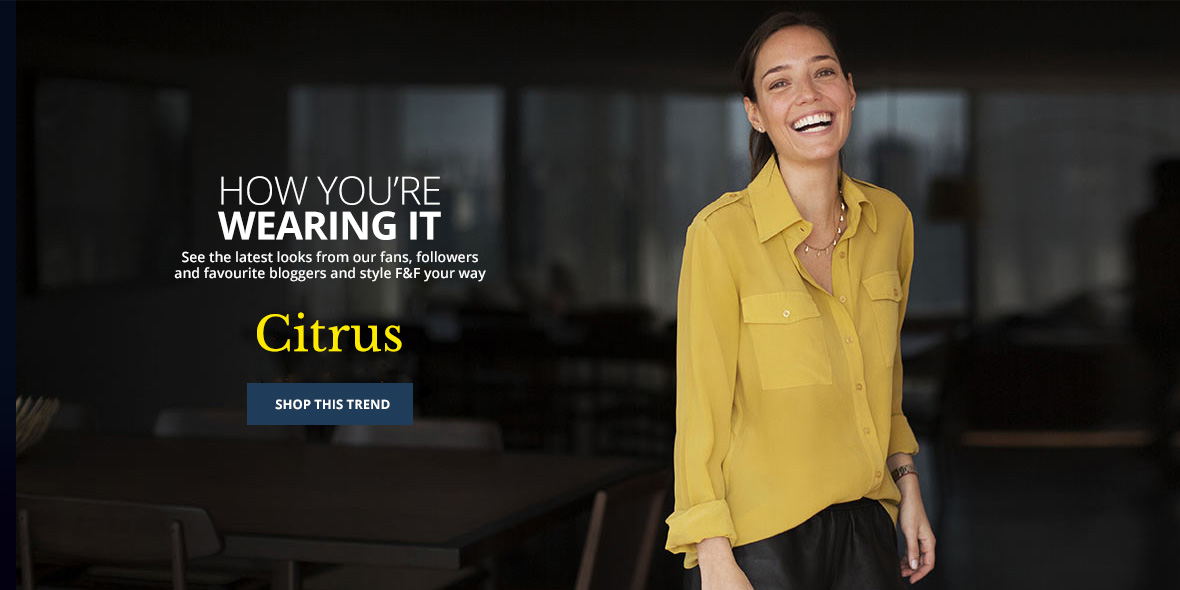 HOW YOU'RE
WEARING IT
See the latest looks from our fans, followers
and favourite bloggers and style F&F your way
Citrus
SHOP THIS TREND